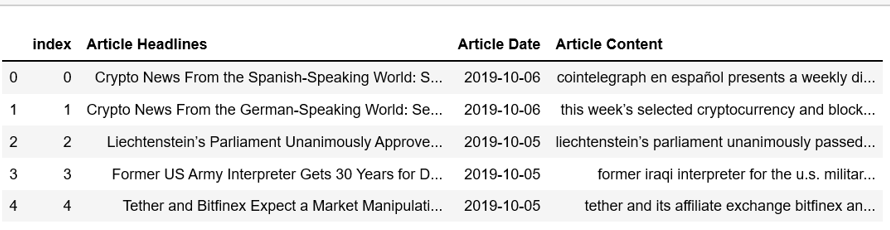 index Article Headlines Article Date Article Content
0 0 Crypto News From the Spanish-Speaking World: S... 2019-10-06 cointelegraph en español presents a weekly di...
1 1 Crypto News From the German-Speaking World: Se... 2019-10-06 this week’s selected cryptocurrency and block...
2 2 Liechtenstein’s Parliament Unanimously Approve... 2019-10-05 liechtenstein’s parliament unanimously passed...
3 3 Former US Army Interpreter Gets 30 Years for D... 2019-10-05 former iraqi interpreter for the u.s. militar...
4 4 Tether and Bitfinex Expect a Market Manipulati... 2019-10-05 tether and its affiliate exchange bitfinex an...